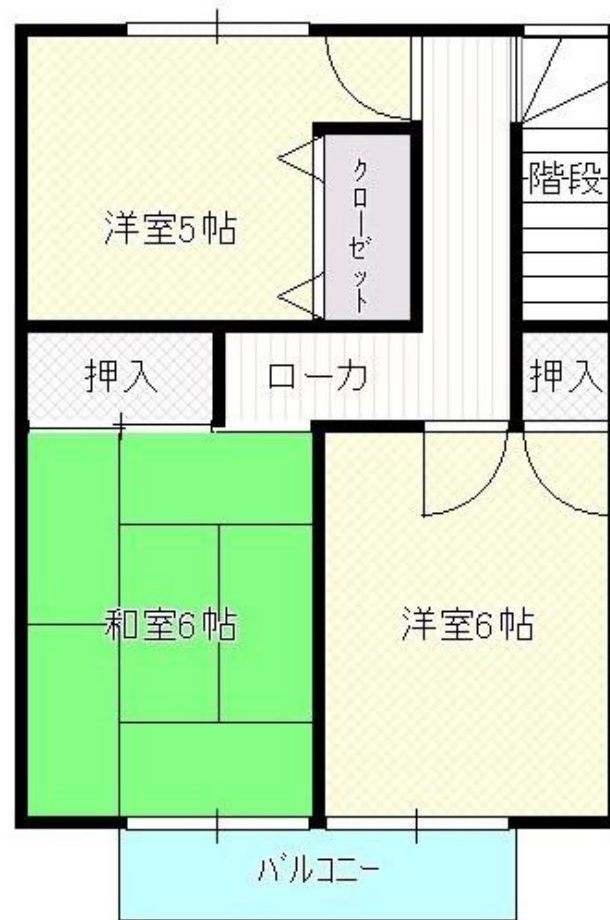 クローゼット
階段
洋室5帖
押入
ローカ
押入
和室6帖
洋室6帖
バルコニー